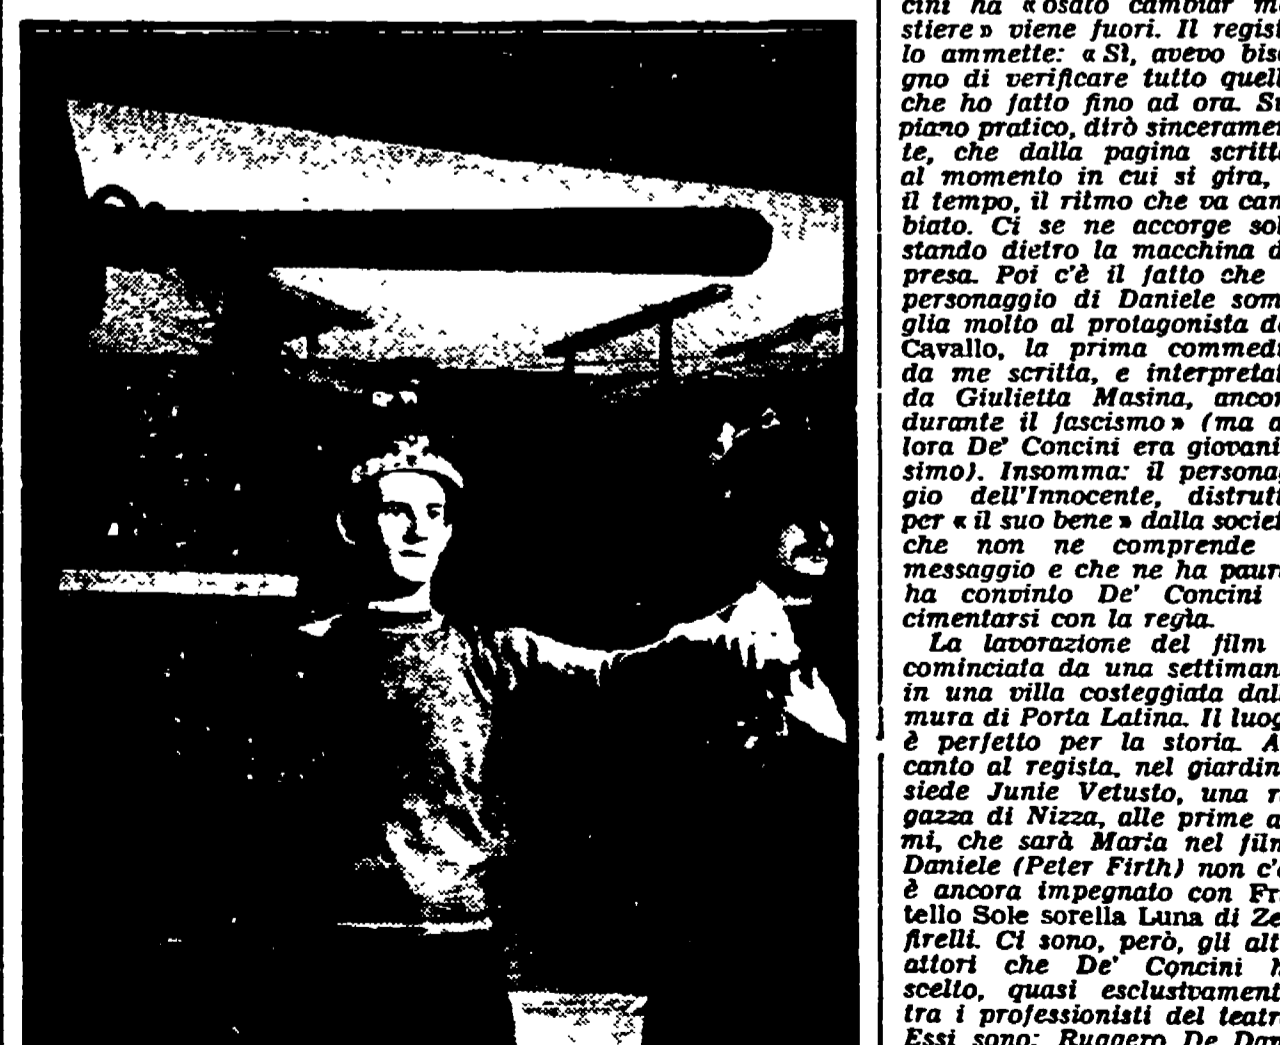 cini ha « osato cambiar me
stiere » viene fuori. Il regist
lo ammette: « Sì, avevo biso
gno di verificare tutto quell
che ho fatto fino ad ora. Su
piano pratico, dirò sinceramen
te, che dalla pagina scritta
al momento in cui si gira,
il tempo, il ritmo che va cam
biato. Ci se ne accorge sol
stando dietro la macchina d
presa. Poi c'è il fatto che
personaggio di Daniele som
glia molto al protagonista d
Cavallo, la prima commedi
da me scritta, e interpretat
da Giulietta Masina, ancor
durante il fascismo » (ma a
lora De' Concini era giovani
simo). Insomma: il persona
gio dell'Innocente, distrutt
per « il suo bene » dalla societ
che non ne comprende
messaggio e che ne ha paur
ha convinto De' Concini
cimentarsi con la regìa.
La lavorazione del film
cominciata da una settiman
in una villa costeggiata dall
mura di Porta Latina. Il luog
è perfetto per la storia. A
canto al regista, nel giardin
siede Junie Vetusto, una r
gazza di Nizza, alle prime a
mi, che sarà Maria nel film
Daniele (Peter Firth) non c'è
è ancora impegnato con Fr
tello Sole sorella Luna di Ze
firelli. Ci sono, però, gli alt
attori che De' Concini h
scelto, quasi esclusivament
tra i professionisti del teatr
Essi sono: Ruggero De Dan